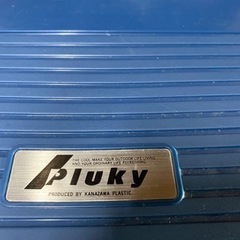 THE COOL MAKE YOUR OUTDOOR LIFE LIVING
AND YOUR ORDINARY LIFE REFRESHING.
Pluky
PRODUCED BY KANAZAWA PLASTIC